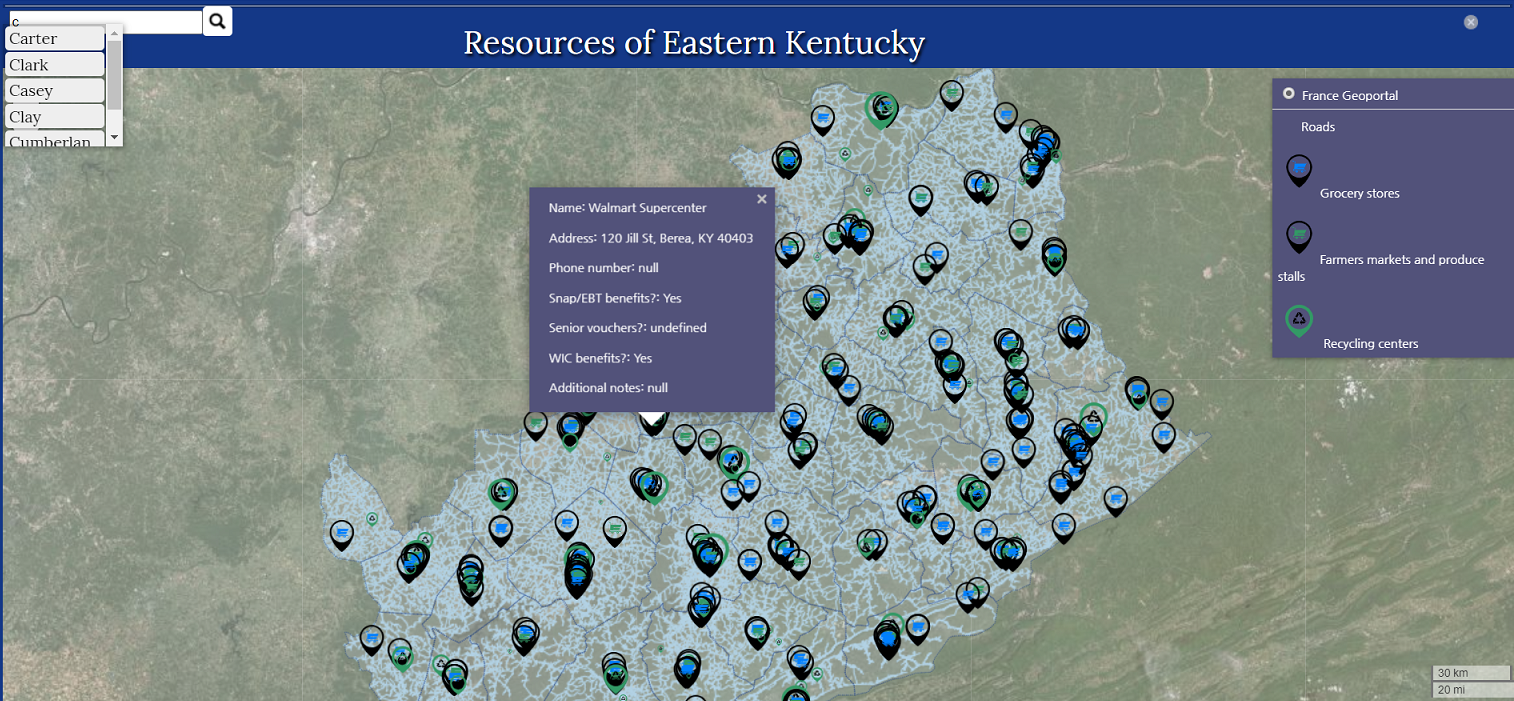 c
Carter
Clark
Casey
Clay
Cumberlan
Resources of Eastern Kentucky
Name: Walmart Supercenter
Address: 120 Jill St, Berea, KY 40403
Phone number: null
Snap/EBT benefits?: Yes
Senior vouchers?: undefined
WIC benefits?: Yes
Additional notes: null
France Geoportal
Roads
Grocery stores
Farmers markets and produce
stalls
Recycling centers
30 km
20 mi